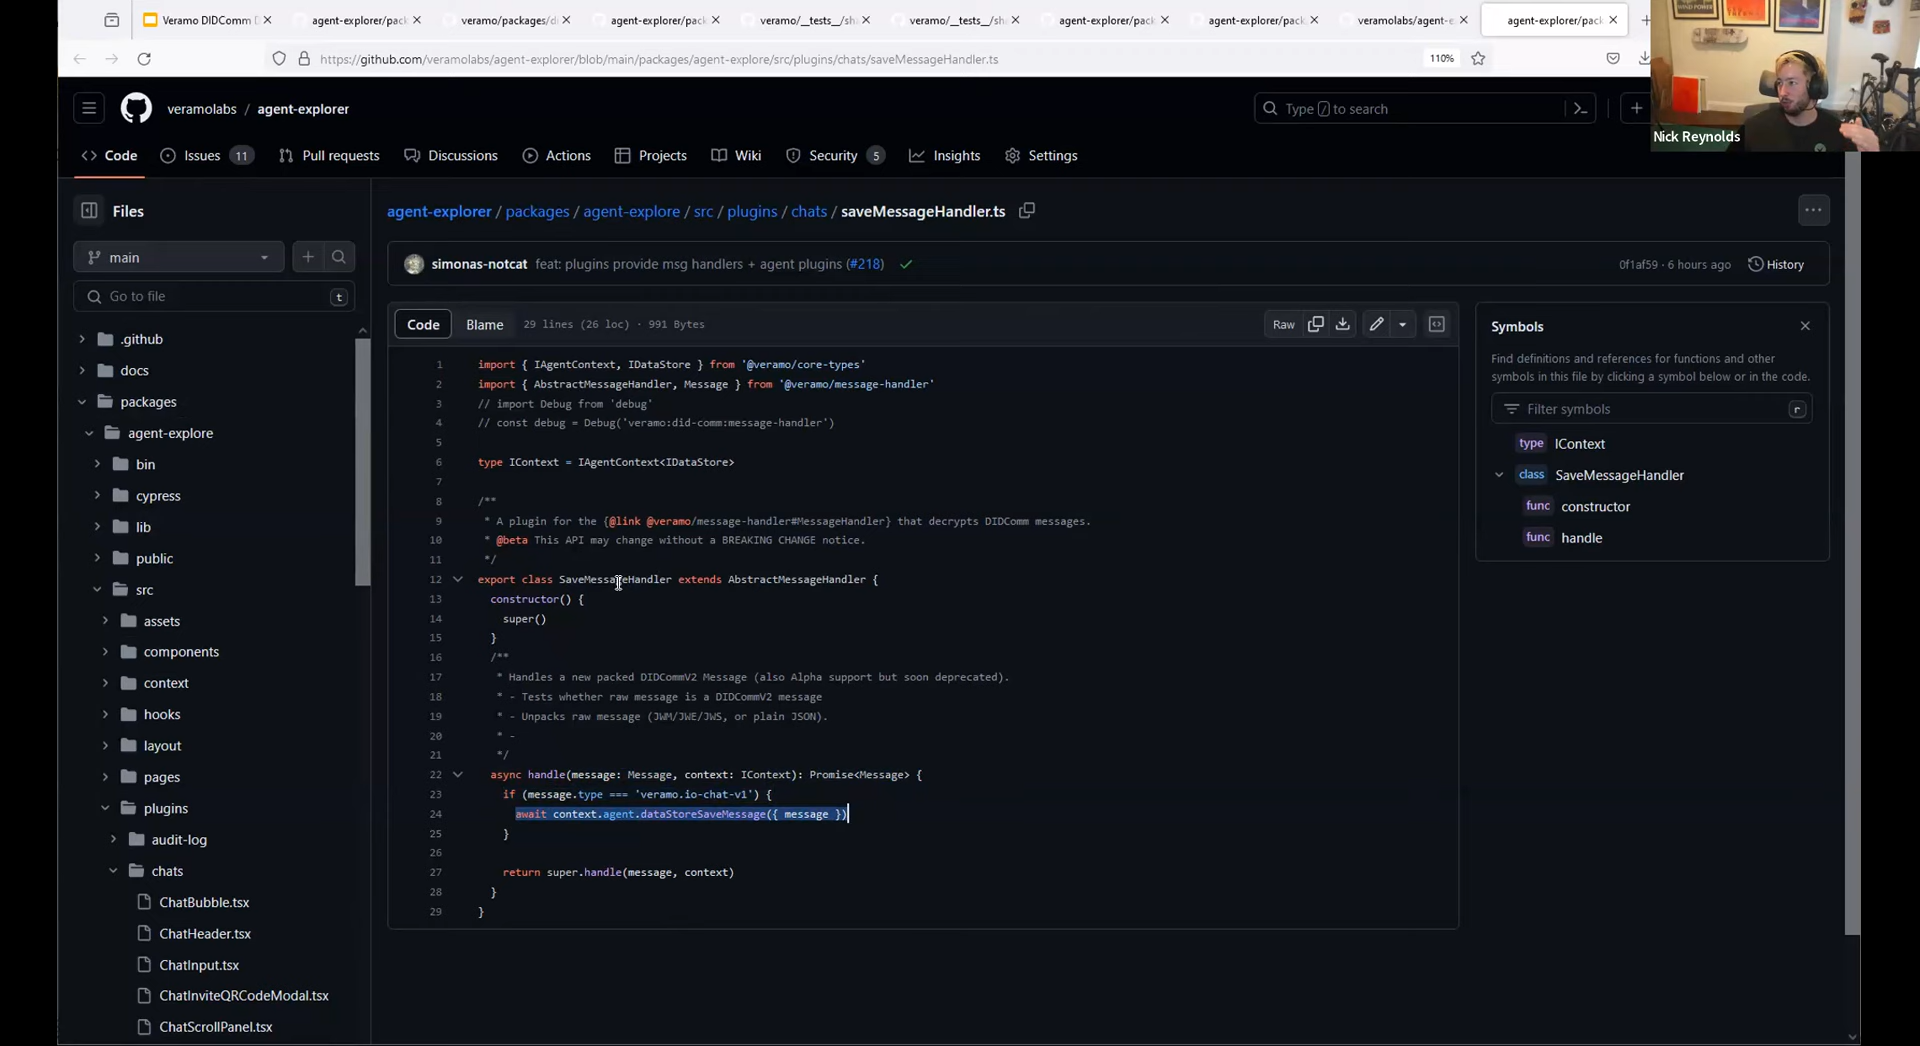 Veramo DIDComm D
agent-explorer/pack
veramo/packages/di
agent-explorer/pack
veramo/__tests__/sha
veramo/__tests__/sha
agent-explorer/pack
agent-explorer/pack
veramolabs/agent-e
agent-explorer/pack
https://github.com/veramolabs/agent-explorer/blob/main/packages/agent-explore/src/plugins/chats/saveMessageHandler.ts
110%
veramolabs / agent-explorer
Type / to search
Nick Reynolds
Code
Issues 11
Pull requests
Discussions
Actions
Projects
Wiki
Security 5
Insights
Settings
Files
main
Go to file t
.github
docs
packages
agent-explore
bin
cypress
lib
public
src
assets
components
context
hooks
layout
pages
plugins
audit-log
chats
ChatBubble.tsx
ChatHeader.tsx
ChatInput.tsx
ChatInviteQRCodeModal.tsx
ChatScrollPanel.tsx
agent-explorer / packages / agent-explore / src / plugins / chats / saveMessageHandler.ts
simonas-notcat feat: plugins provide msg handlers + agent plugins (#218)
0f1af59 · 6 hours ago
History
Code
Blame
29 lines (26 loc) · 991 Bytes
Raw
1 import { IAgentContext, IDataStore } from '@veramo/core-types'
2 import { AbstractMessageHandler, Message } from '@veramo/message-handler'
3 // import Debug from 'debug'
4 // const debug = Debug('veramo:did-comm:message-handler')
5
6 type IContext = IAgentContext<IDataStore>
7
8 /**
9 * A plugin for the {@link @veramo/message-handler#MessageHandler} that decrypts DIDComm messages.
10 * @beta This API may change without a BREAKING CHANGE notice.
11 */
12 export class SaveMessageHandler extends AbstractMessageHandler {
13 constructor() {
14 super()
15 }
16 /**
17 * Handles a new packed DIDCommV2 Message (also Alpha support but soon deprecated).
18 * - Tests whether raw message is a DIDCommV2 message
19 * - Unpacks raw message (JWM/JWE/JWS, or plain JSON).
20 * -
21 */
22 async handle(message: Message, context: IContext): Promise<Message> {
23 if (message.type === 'veramo.io-chat-v1') {
24 await context.agent.dataStoreSaveMessage({ message })
25 }
26
27 return super.handle(message, context)
28 }
29 }
Symbols
Find definitions and references for functions and other
symbols in this file by clicking a symbol below or in the code.
Filter symbols r
type IContext
class SaveMessageHandler
func constructor
func handle